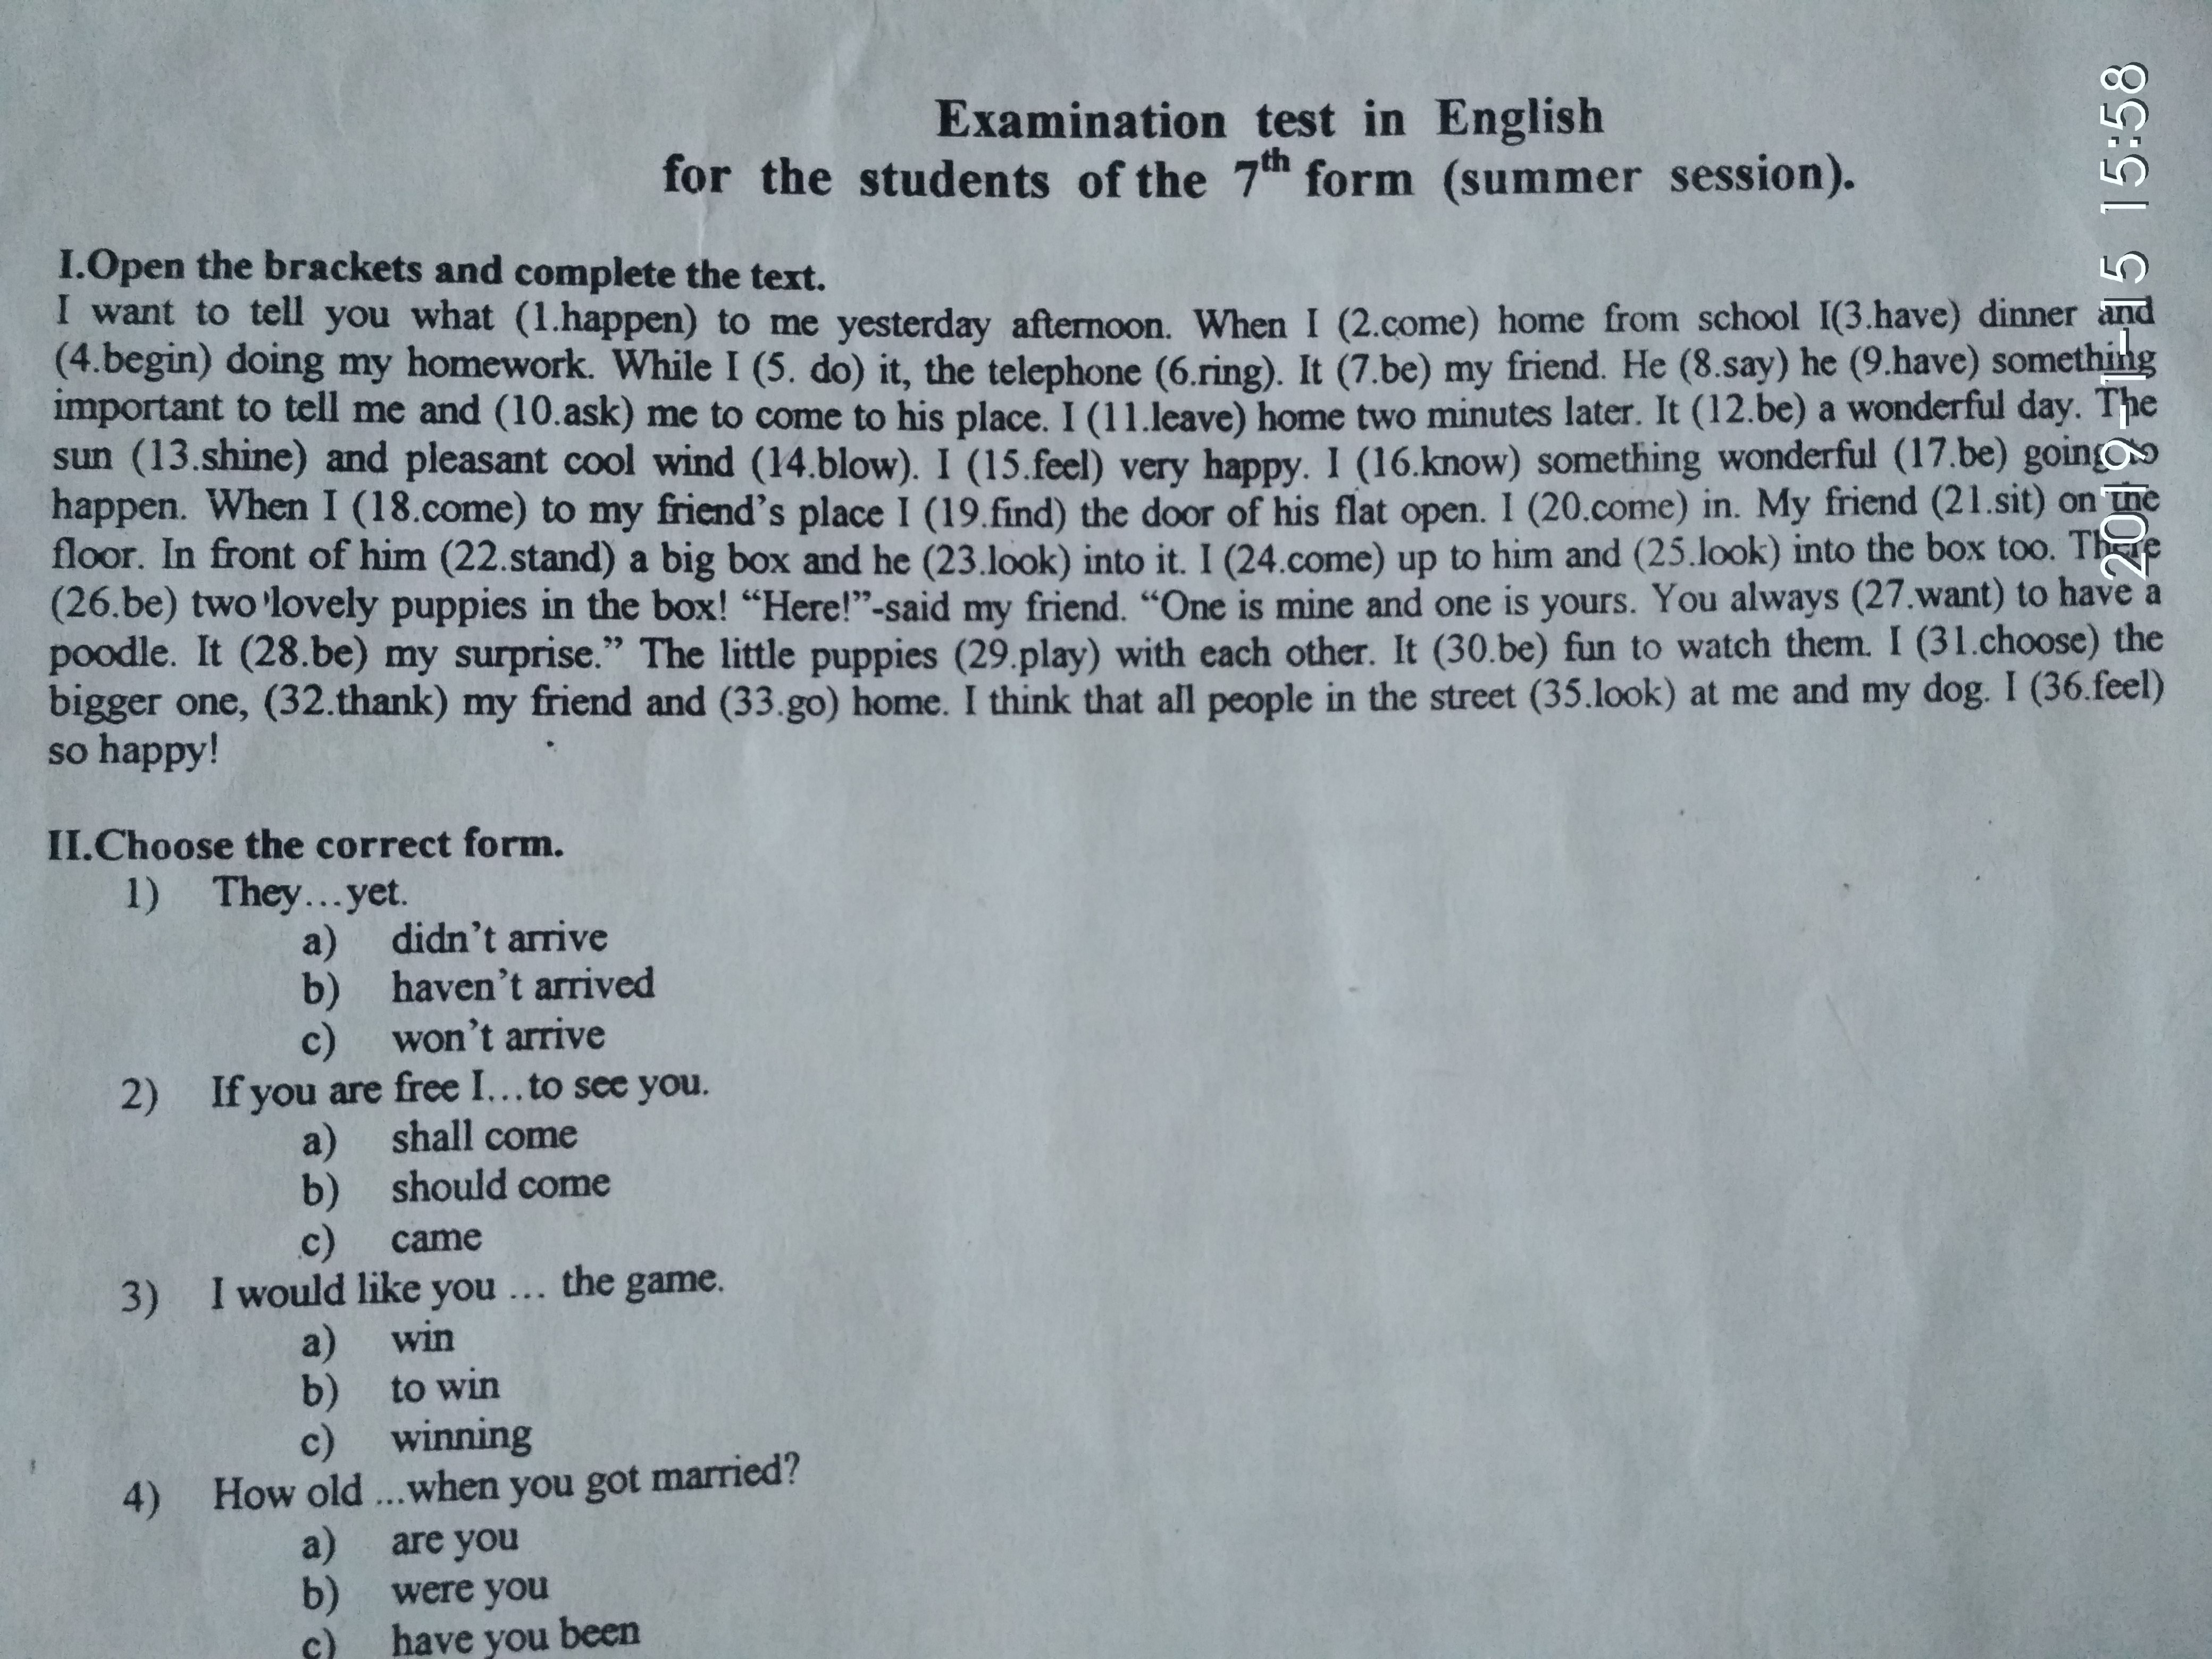 Examination test in English
for the students of the 7th form (summer session).
I.Open the brackets and complete the text.
I want to tell you what (1.happen) to me yesterday afternoon. When I (2.come) home from school I(3.have) dinner and
(4.begin) doing my homework. While I (5. do) it, the telephone (6.ring). It (7.be) my friend. He (8.say) he (9.have) something
important to tell me and (10.ask) me to come to his place. I (11.leave) home two minutes later. It (12.be) a wonderful day. The
sun (13.shine) and pleasant cool wind (14.blow). I (15.feel) very happy. I (16.know) something wonderful (17.be) going to
happen. When I (18.come) to my friend's place I (19.find) the door of his flat open. I (20.come) in. My friend (21.sit) on the
floor. In front of him (22.stand) a big box and he (23.look) into it. I (24.come) up to him and (25.look) into the box too. There
(26.be) two lovely puppies in the box! “Here!”-said my friend. “One is mine and one is yours. You always (27.want) to have a
poodle. It (28.be) my surprise.” The little puppies (29.play) with each other. It (30.be) fun to watch them. I (31.choose) the
bigger one, (32.thank) my friend and (33.go) home. I think that all people in the street (35.look) at me and my dog. I (36.feel)
so happy!
II.Choose the correct form.
1) They…yet.
a) didn't arrive
b) haven't arrived
c) won't arrive
2) If you are free I…to see you.
a) shall come
b) should come
c) came
3) I would like you … the game.
a) win
b) to win
c) winning
4) How old …when you got married?
a) are you
b) were you
c) have you been
2019-1-15 15:58